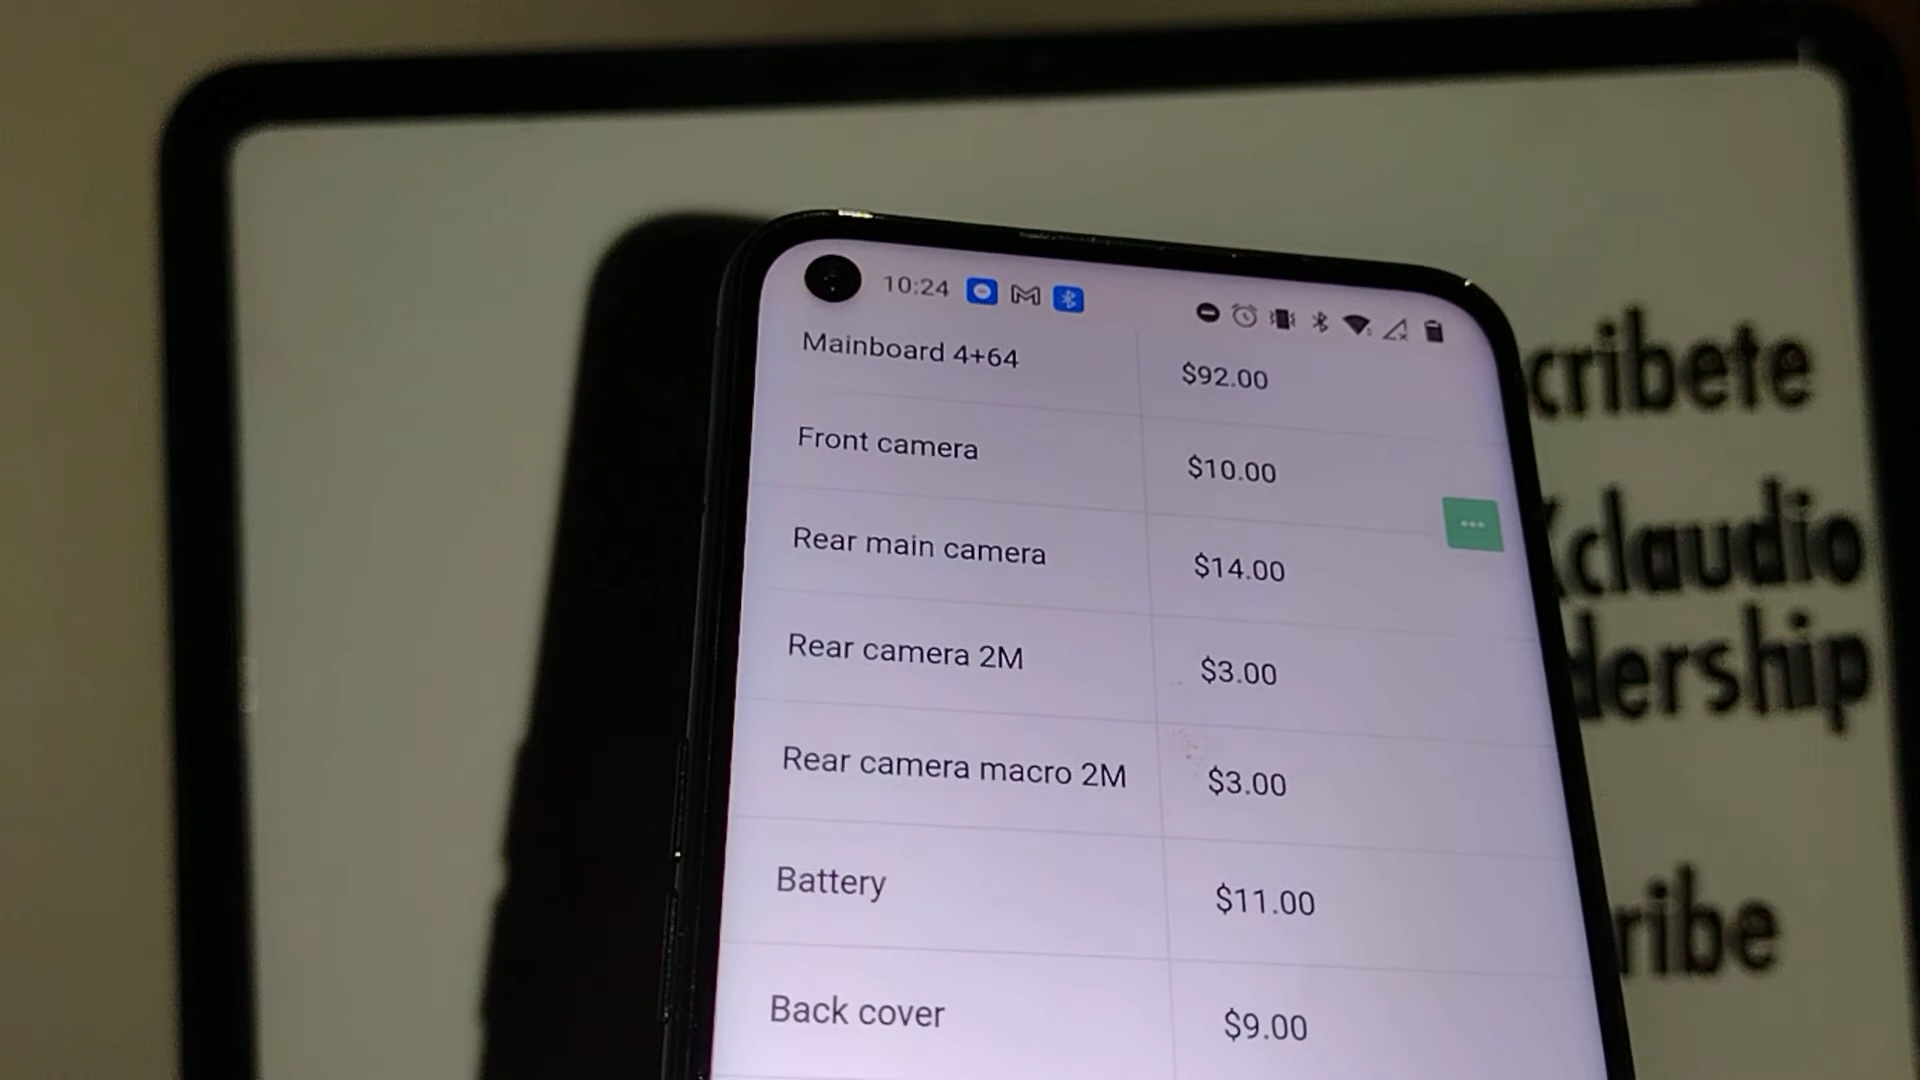 10:24
Mainboard 4+64 $92.00
Front camera $10.00
Rear main camera $14.00
Rear camera 2M $3.00
Rear camera macro 2M $3.00
Battery $11.00
Back cover $9.00
cribete
Kclaudio
dership
ribe